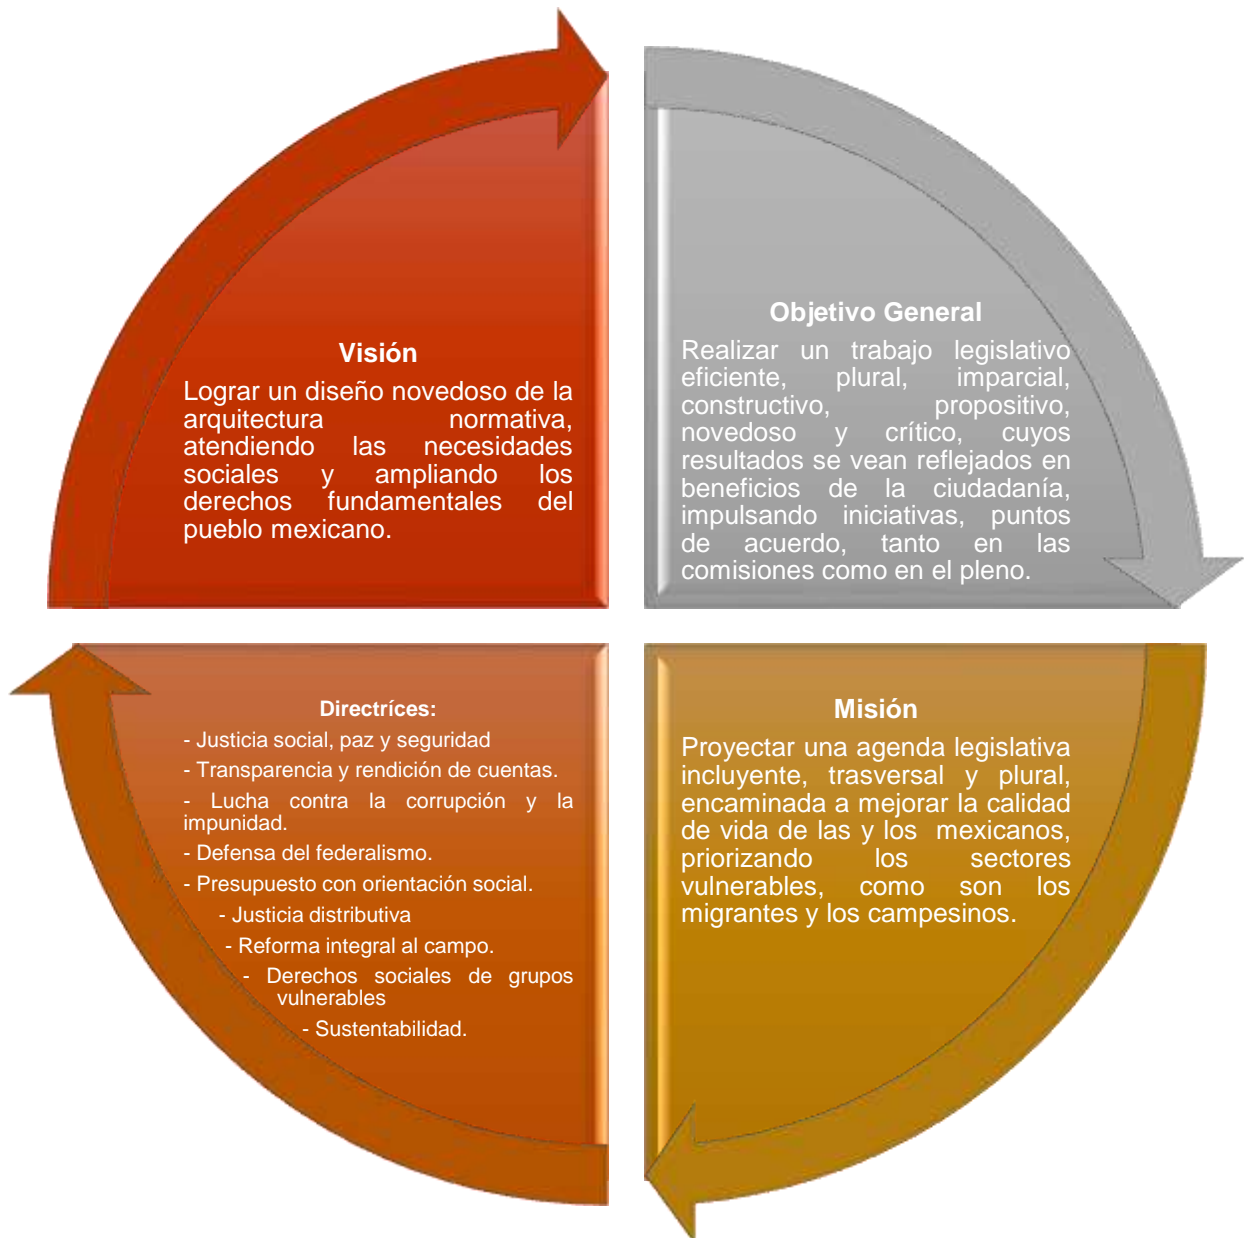 Visión
Lograr un diseño novedoso de la
arquitectura normativa,
atendiendo las necesidades
sociales y ampliando los
derechos fundamentales del
pueblo mexicano.
Objetivo General
Realizar un trabajo legislativo
eficiente, plural, imparcial,
constructivo, propositivo,
novedoso y crítico, cuyos
resultados se vean reflejados en
beneficios de la ciudadanía,
impulsando iniciativas, puntos
de acuerdo, tanto en las
comisiones como en el pleno.
Directríces:
- Justicia social, paz y seguridad
- Transparencia y rendición de cuentas.
- Lucha contra la corrupción y la
impunidad.
- Defensa del federalismo.
- Presupuesto con orientación social.
- Justicia distributiva
- Reforma integral al campo.
- Derechos sociales de grupos
vulnerables
- Sustentabilidad.
Misión
Proyectar una agenda legislativa
incluyente, trasversal y plural,
encaminada a mejorar la calidad
de vida de las y los mexicanos,
priorizando los sectores
vulnerables, como son los
migrantes y los campesinos.